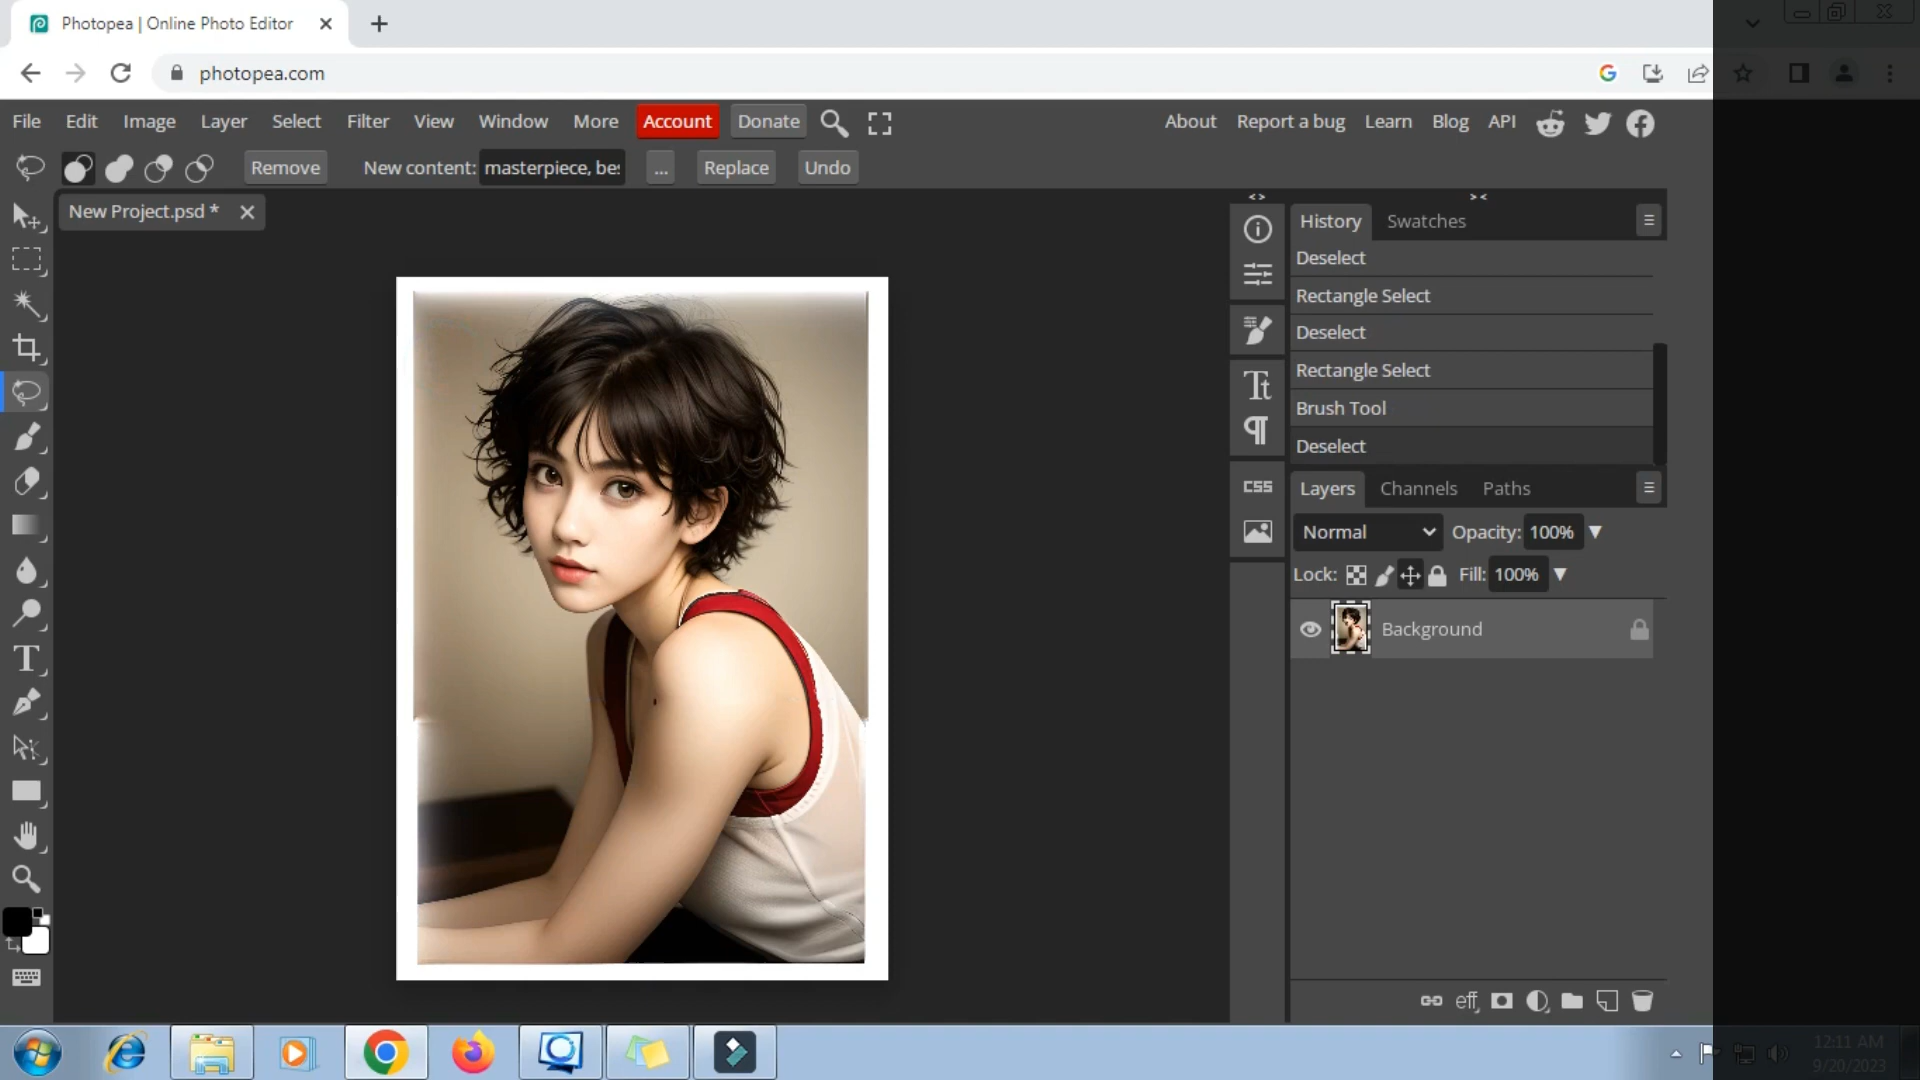 Photopea | Online Photo Editor
photopea.com
File Edit Image Layer Select Filter View Window More Account Donate
About Report a bug Learn Blog API
Remove New content: masterpiece, be ... Replace Undo
New Project.psd *
History Swatches
Deselect
Rectangle Select
Deselect
Rectangle Select
Brush Tool
Deselect
Layers Channels Paths
CSS
Normal Opacity: 100%
Lock: Fill: 100%
Background
eff
12:11 AM
9/20/2023